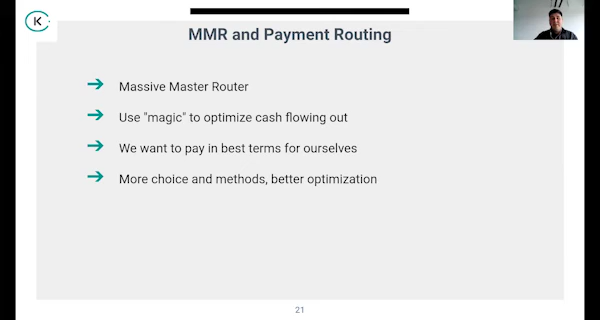 K
MMR and Payment Routing
Massive Master Router
Use "magic" to optimize cash flowing out
We want to pay in best terms for ourselves
More choice and methods, better optimization
21